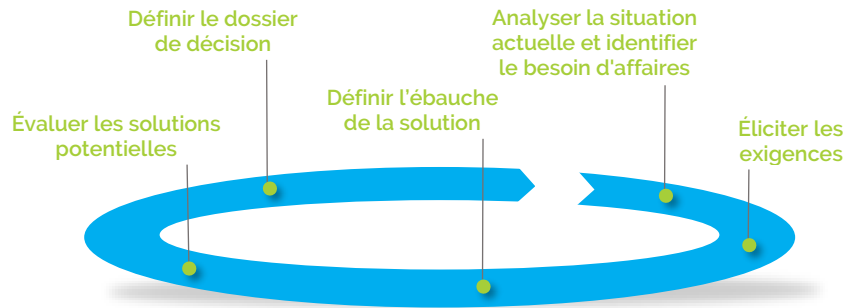 Définir le dossier
de décision
Analyser la situation
actuelle et identifier
le besoin d'affaires
Définir l'ébauche
de la solution
Évaluer les solutions
potentielles
Éliciter les
exigences